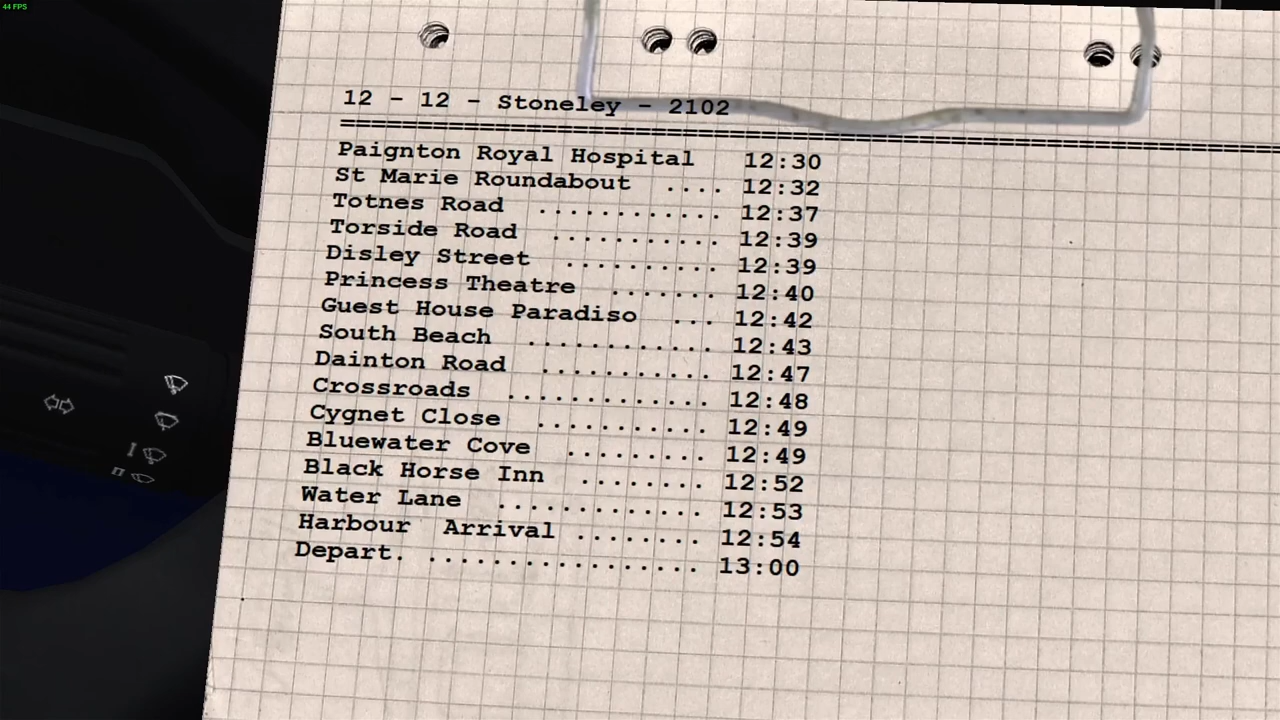 44 FPS
12 - 12 - Stoneley - 2102
================================================================
Paignton Royal Hospital 12:30
St Marie Roundabout .... 12:32
Totnes Road ............ 12:37
Torside Road ........... 12:39
Disley Street .......... 12:39
Princess Theatre ....... 12:40
Guest House Paradiso ... 12:42
South Beach ............ 12:43
Dainton Road ........... 12:47
Crossroads ............. 12:48
Cygnet Close ........... 12:49
Bluewater Cove ......... 12:49
Black Horse Inn ........ 12:52
Water Lane ............. 12:53
Harbour Arrival ........ 12:54
Depart. ................. 13:00
I
II